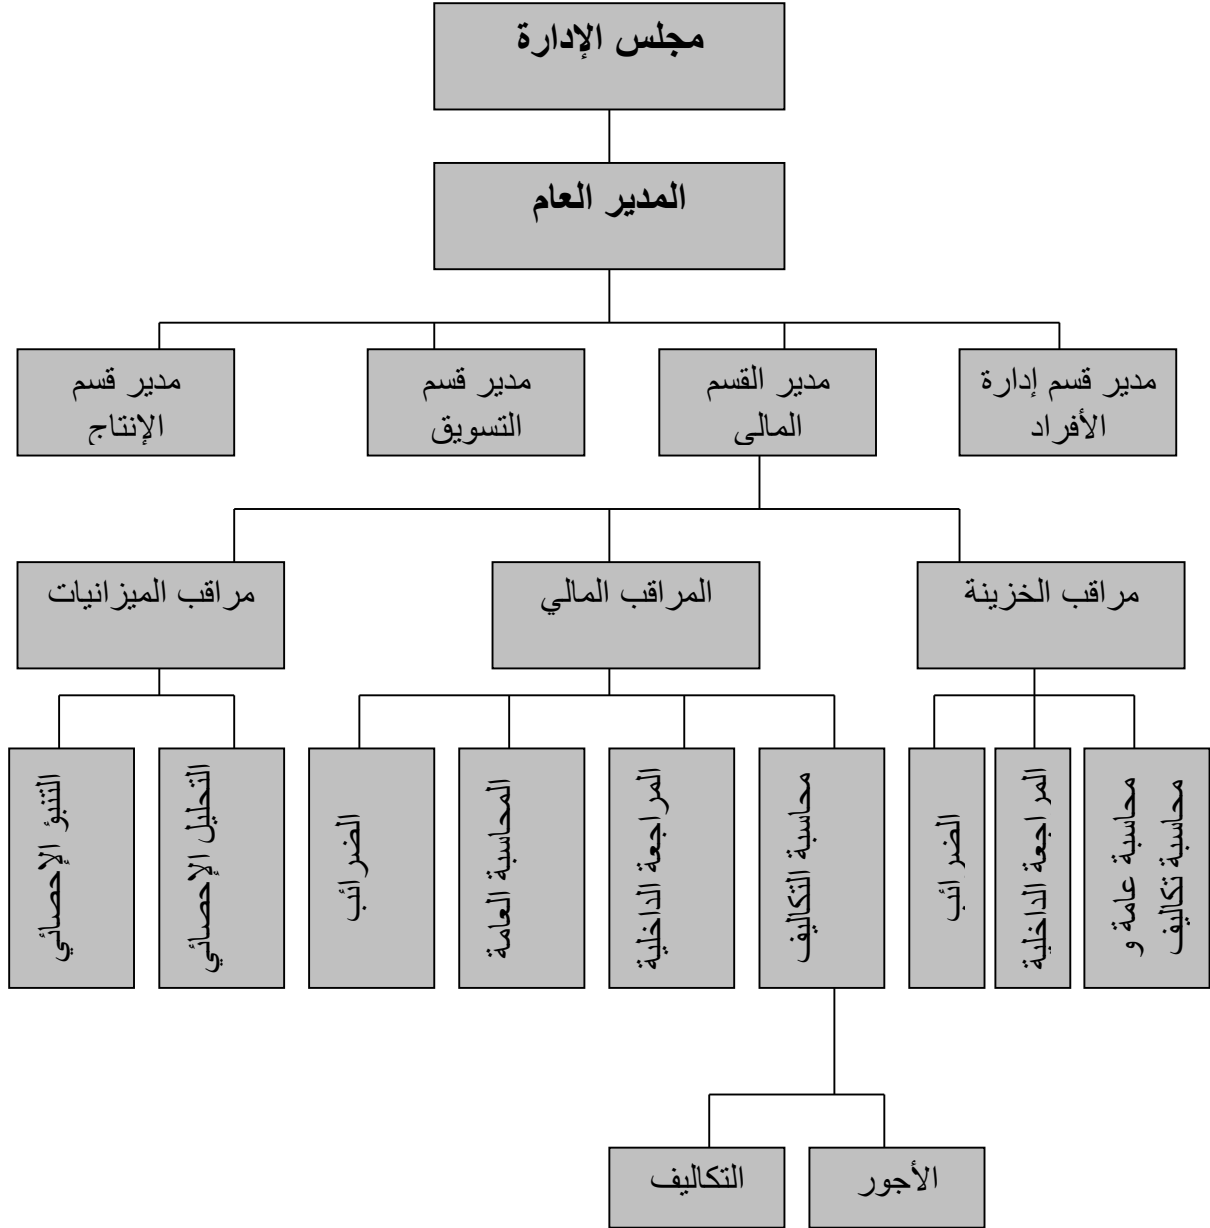 مجلس الإدارة
المدير العام
مدير قسم إدارة
الأفراد
مدير القسم
المالي
مدير قسم
التسويق
مدير قسم
الإنتاج
مراقب الخزينة
المراقب المالي
مراقب الميزانيات
محاسبة عامة و
محاسبة تكاليف
المراجعة الداخلية
الضرائب
محاسبة التكاليف
المراجعة الداخلية
المحاسبة العامة
الضرائب
التحليل الإحصائي
التنبؤ الإحصائي
الأجور
التكاليف